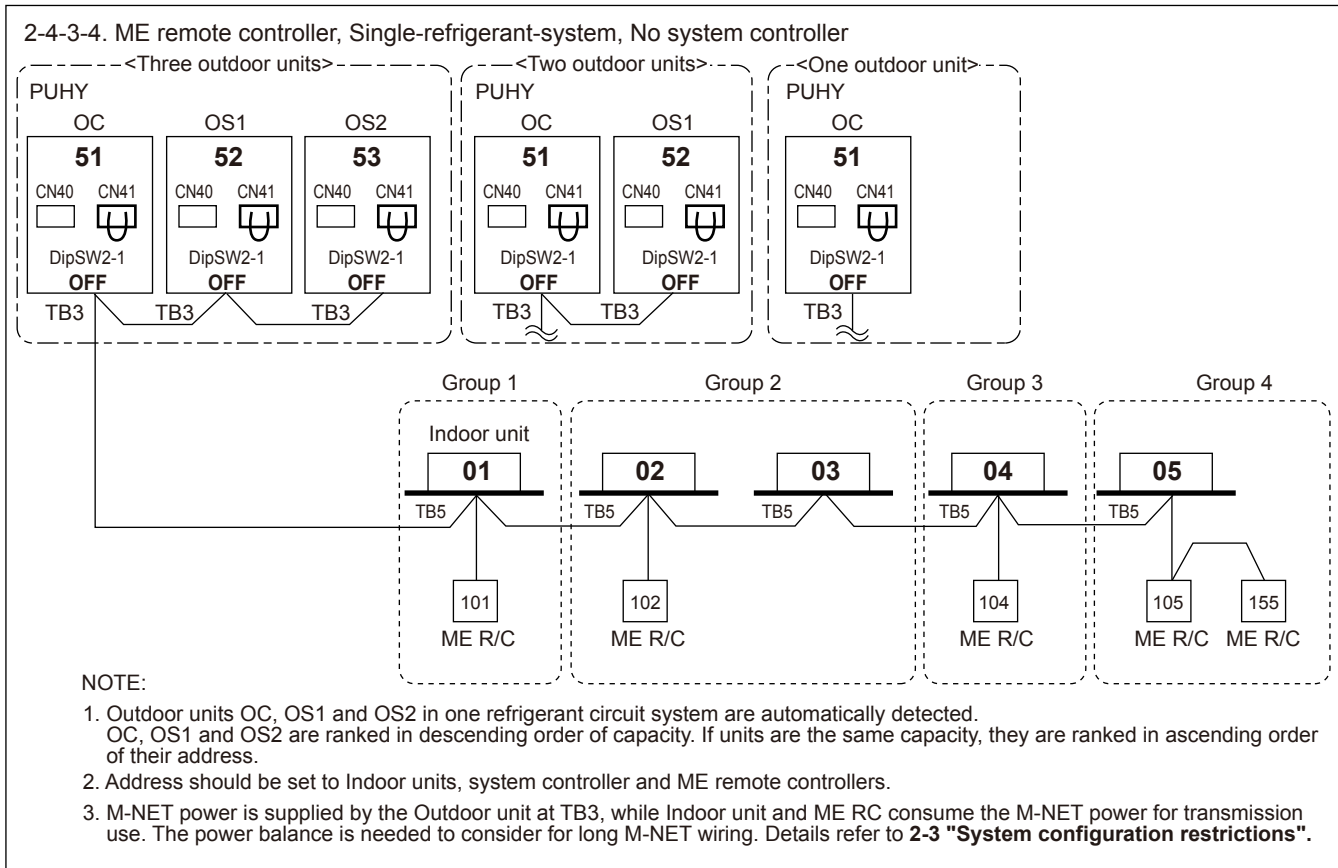 2-4-3-4. ME remote controller, Single-refrigerant-system, No system controller
<Three outdoor units> <Two outdoor units> <One outdoor unit>
PUHY PUHY PUHY
OC OS1 OS2 OC OS1 OC
51 52 53 51 52 51
CN40 CN41 CN40 CN41 CN40 CN41 CN40 CN41 CN40 CN41 CN40 CN41
DipSW2-1 DipSW2-1 DipSW2-1 DipSW2-1 DipSW2-1 DipSW2-1
OFF OFF OFF OFF OFF OFF
TB3 TB3 TB3 TB3 TB3 TB3
Group 1 Group 2 Group 3 Group 4
Indoor unit
01 02 03 04 05
TB5 TB5 TB5 TB5 TB5
101 102 104 105 155
ME R/C ME R/C ME R/C ME R/C ME R/C
NOTE:
1. Outdoor units OC, OS1 and OS2 in one refrigerant circuit system are automatically detected.
OC, OS1 and OS2 are ranked in descending order of capacity. If units are the same capacity, they are ranked in ascending order
of their address.
2. Address should be set to Indoor units, system controller and ME remote controllers.
3. M-NET power is supplied by the Outdoor unit at TB3, while Indoor unit and ME RC consume the M-NET power for transmission
use. The power balance is needed to consider for long M-NET wiring. Details refer to 2-3 "System configuration restrictions".